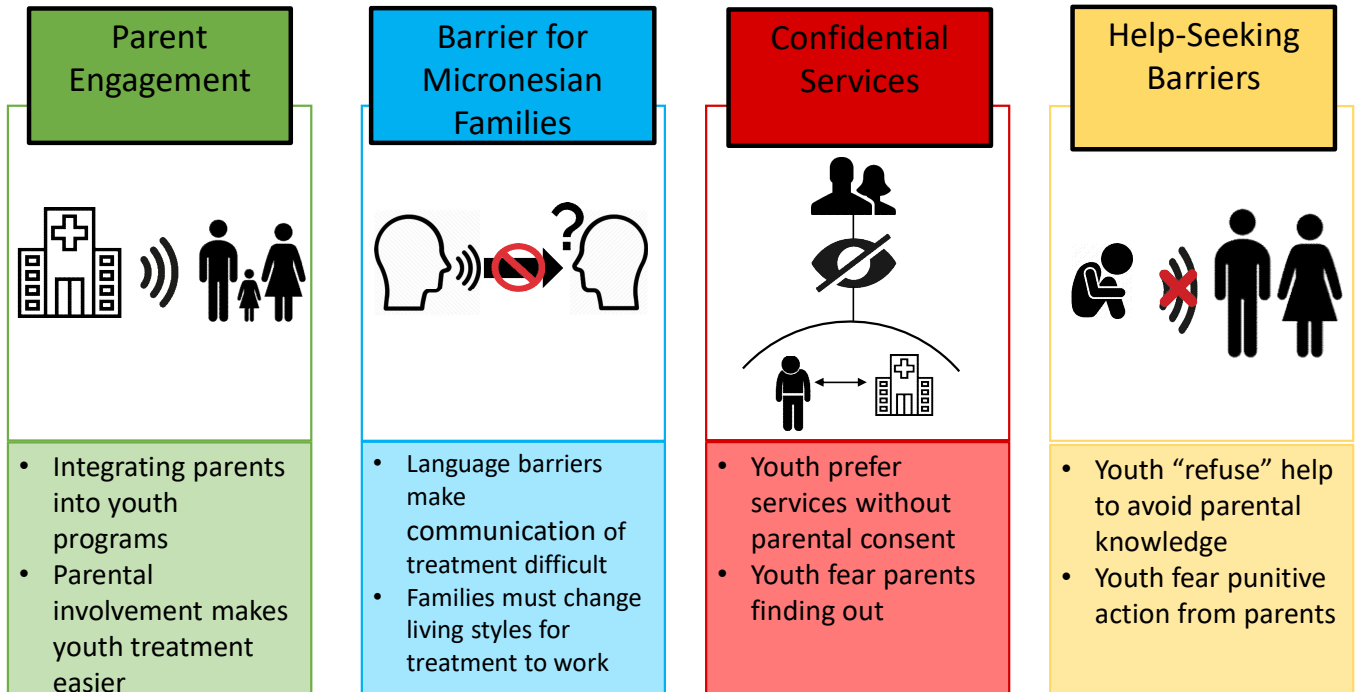 Parent
Engagement
• Integrating parents
into youth
programs
• Parental
involvement makes
youth treatment
easier
Barrier for
Micronesian
Families
?
• Language barriers
make
communication of
treatment difficult
• Families must change
living styles for
treatment to work
Confidential
Services
• Youth prefer
services without
parental consent
• Youth fear parents
finding out
Help-Seeking
Barriers
• Youth “refuse” help
to avoid parental
knowledge
• Youth fear punitive
action from parents